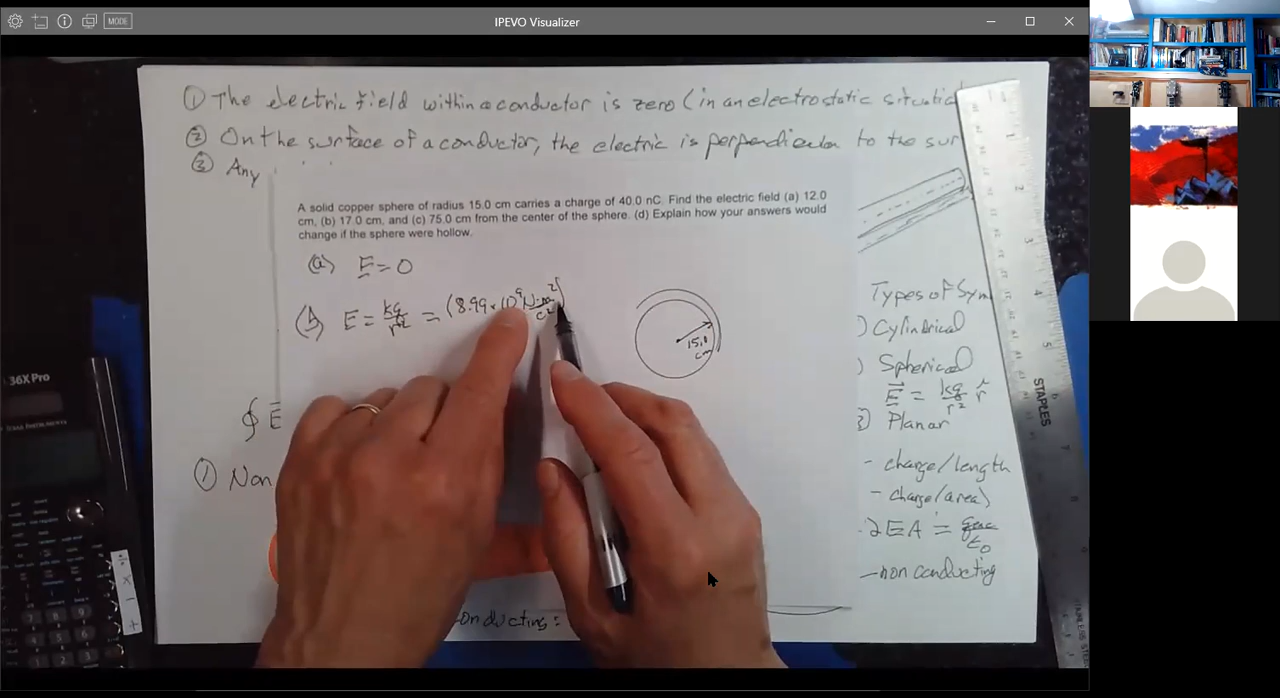 IPEVO Visualizer
MODE
① The electric field within a conductor is zero (in an electrostatic situatio
② On the surface of a conductor, the electric is perpendicular to the sur
③ Any
A solid copper sphere of radius 15.0 cm carries a charge of 40.0 nC. Find the electric field (a) 12.0
cm, (b) 17.0 cm, and (c) 75.0 cm from the center of the sphere. (d) Explain how your answers would
change if the sphere were hollow.
(a) E = 0
(b) E = kq/r² = (8.99 × 10⁹ N·m²/C²)
15.0
cm
Types of Sym
) Cylindrical
) Spherical
E⃗ = kq/r² r̂
3) Planar
- charge/length
- charge/area)
2EA = qenc/ε₀
- non conducting
∮ E⃗
① Non
onducting =
36X Pro
TEXAS INSTRUMENTS
STAPLES
STAINLESS STE